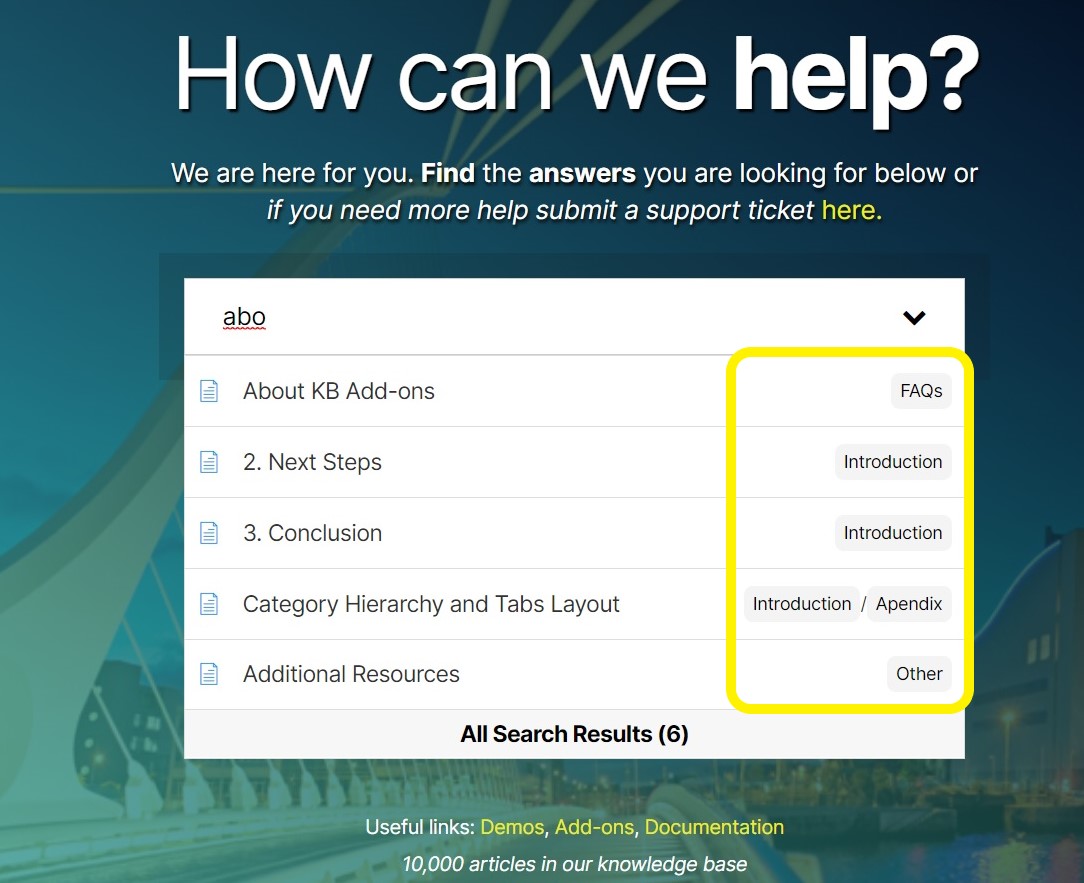 How can we help?
We are here for you. Find the answers you are looking for below or
if you need more help submit a support ticket here.
abo
About KB Add-ons FAQs
2. Next Steps Introduction
3. Conclusion Introduction
Category Hierarchy and Tabs Layout Introduction / Apendix
Additional Resources Other
All Search Results (6)
Useful links: Demos, Add-ons, Documentation
10,000 articles in our knowledge base